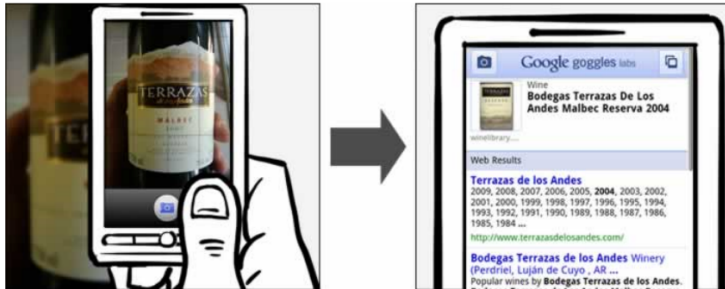 TERRAZAS
MALBEC
Google goggles labs
Wine
Bodegas Terrazas De Los
Andes Malbec Reserva 2004
winelibrary....
Web Results
Terrazas de los Andes
2009, 2008, 2007, 2006, 2005, 2004, 2003, 2002,
2001, 2000, 1999, 1998, 1997, 1996, 1995, 1994,
1993, 1992, 1991, 1990, 1989, 1988, 1987, 1986,
1985, 1984 ...
http://www.terrazasdelosandes.com/
Bodegas Terrazas de los Andes Winery
(Perdriel, Luján de Cuyo , AR ...
Popular wines by Bodegas Terrazas de los Andes.